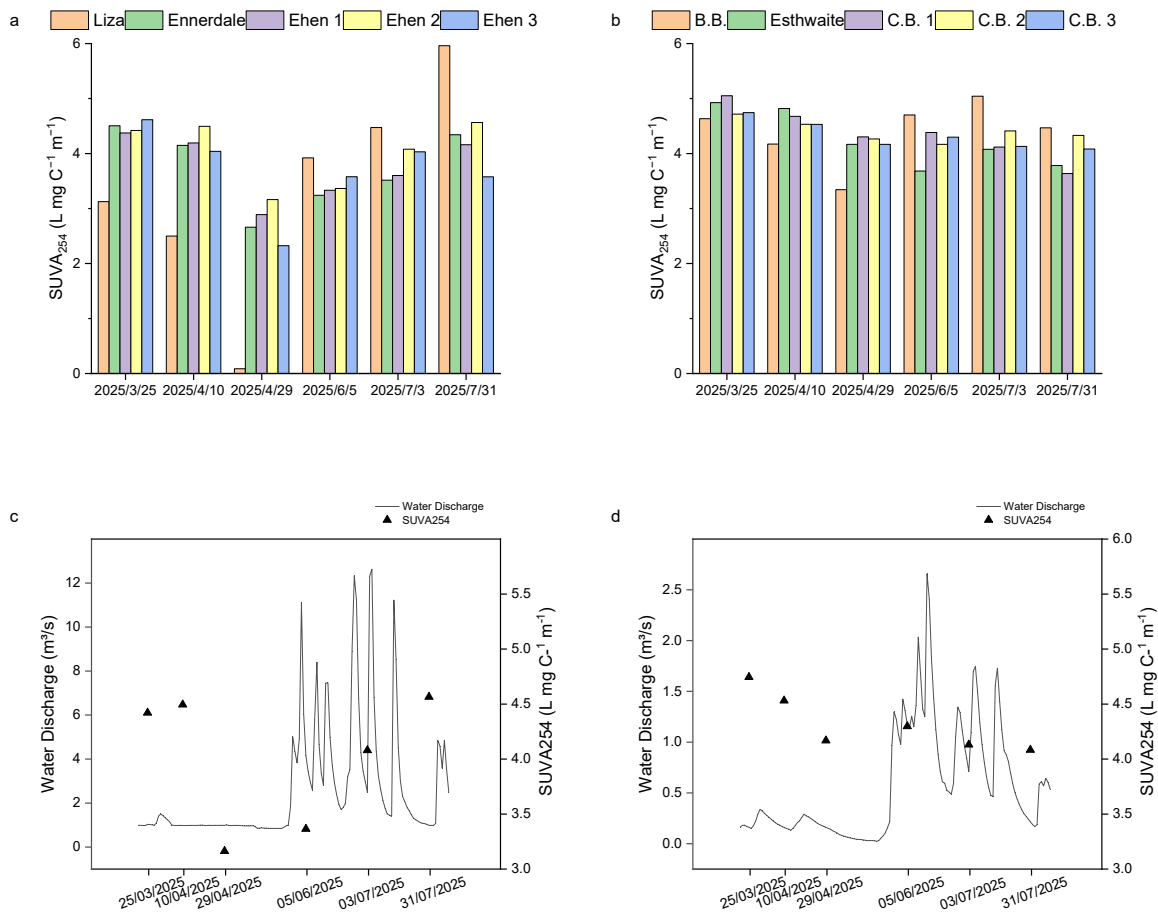 a
Liza Ennerdale Ehen 1 Ehen 2 Ehen 3
6
4
2
0
SUVA254 (L mg C−1 m−1)
2025/3/25 2025/4/10 2025/4/29 2025/6/5 2025/7/3 2025/7/31
b
B.B. Esthwaite C.B. 1 C.B. 2 C.B. 3
6
4
2
0
SUVA254 (L mg C−1 m−1)
2025/3/25 2025/4/10 2025/4/29 2025/6/5 2025/7/3 2025/7/31
c
Water Discharge
SUVA254
12
10
8
6
4
2
0
Water Discharge (m³/s)
5.5
5.0
4.5
4.0
3.5
3.0
SUVA254 (L mg C-1 m-1)
25/03/2025 10/04/2025 29/04/2025 05/06/2025 03/07/2025 31/07/2025
d
Water Discharge
SUVA254
2.5
2.0
1.5
1.0
0.5
0.0
Water Discharge (m³/s)
6.0
5.5
5.0
4.5
4.0
3.5
3.0
SUVA254 (L mg C-1 m-1)
25/03/2025 10/04/2025 29/04/2025 05/06/2025 03/07/2025 31/07/2025